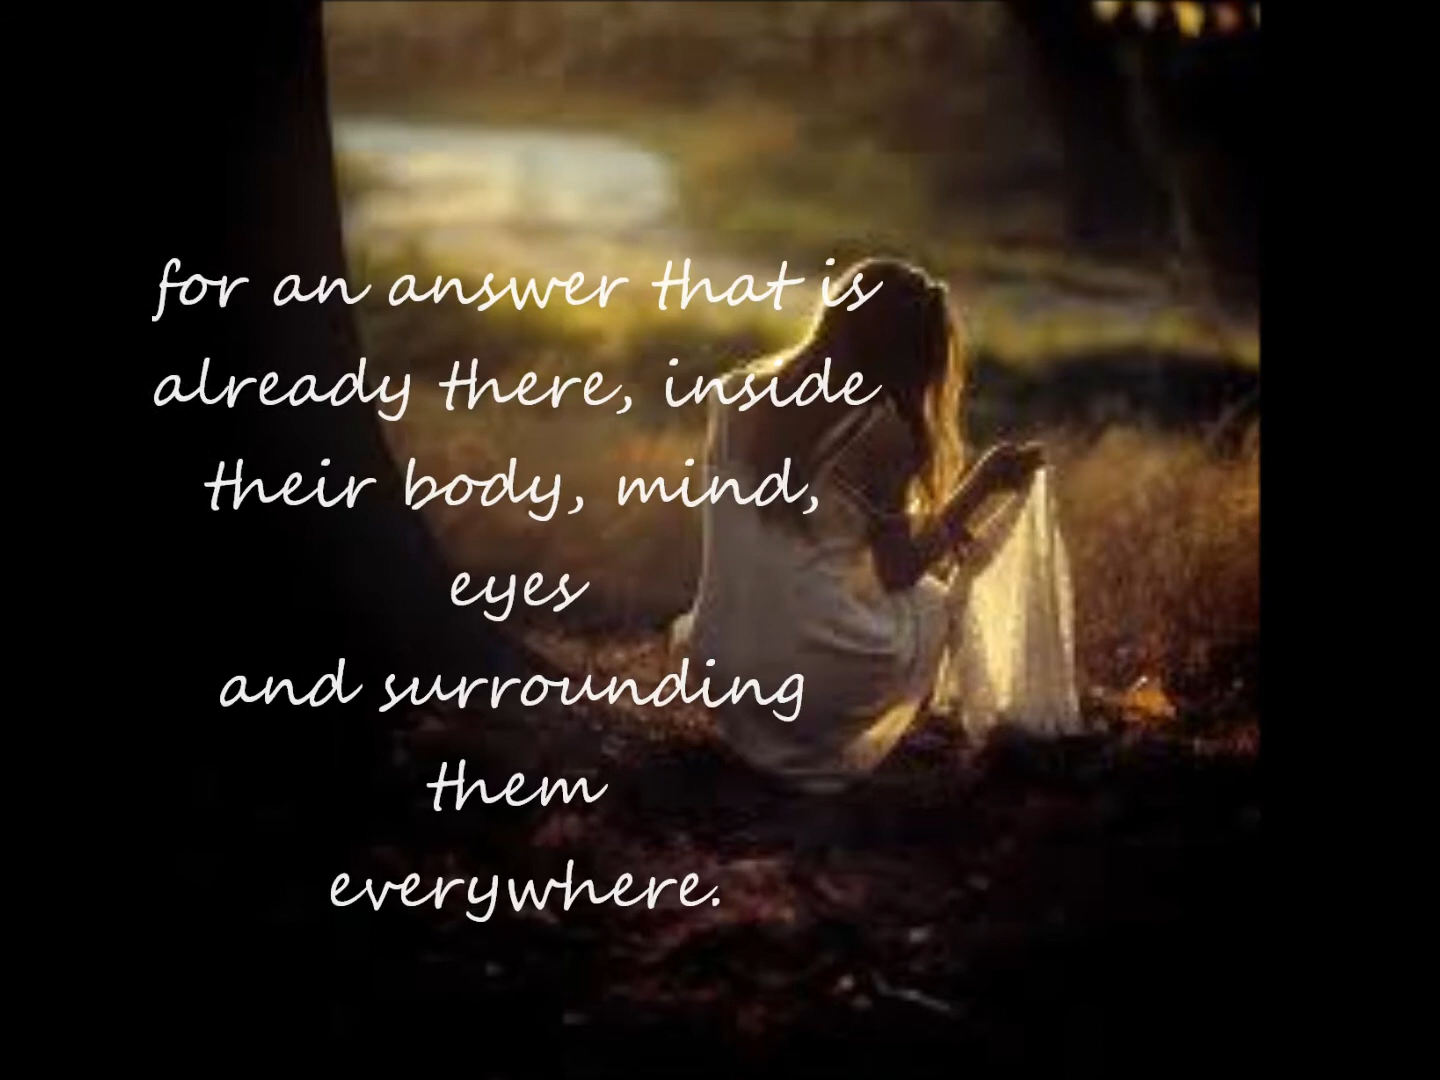 for an answer that is
already there, inside
their body, mind,
eyes
and surrounding
them
everywhere.